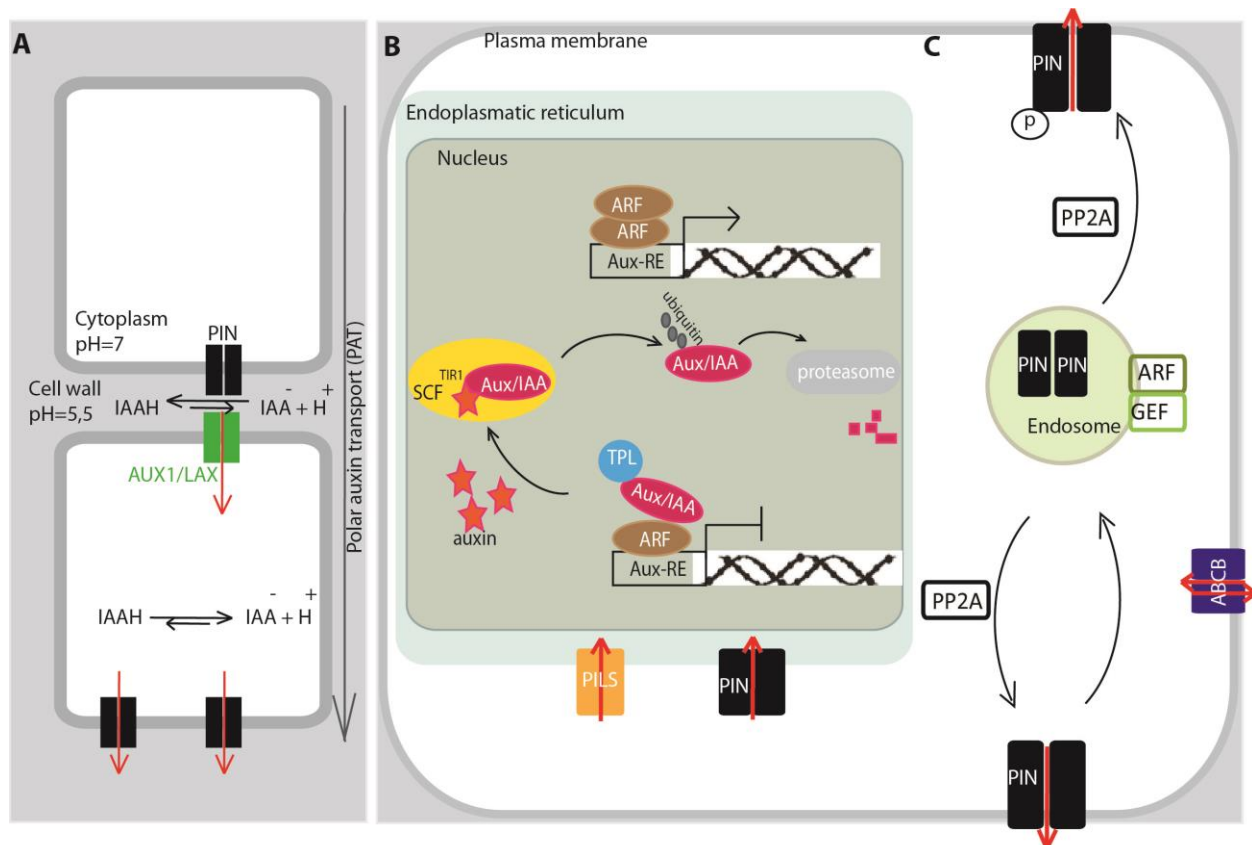 A
Cytoplasm
pH=7
PIN
Cell wall
pH=5,5
IAAH
IAA⁻ + H⁺
AUX1/LAX
IAAH
IAA⁻ + H⁺
Polar auxin transport (PAT)
B
Plasma membrane
Endoplasmatic reticulum
Nucleus
ARF
ARF
Aux-RE
ubiquitin
Aux/IAA
proteasome
SCF
TIR1
Aux/IAA
auxin
TPL
Aux/IAA
ARF
Aux-RE
PILS
PIN
C
PIN
p
PP2A
PIN PIN
Endosome
ARF
GEF
PP2A
ABCB
PIN